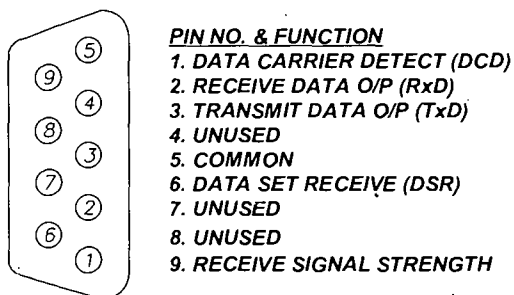 5
9
4
8
3
7
2
6
1
PIN NO. & FUNCTION
1. DATA CARRIER DETECT (DCD)
2. RECEIVE DATA O/P (RxD)
3. TRANSMIT DATA O/P (TxD)
4. UNUSED
5. COMMON
6. DATA SET RECEIVE (DSR)
7. UNUSED
8. UNUSED
9. RECEIVE SIGNAL STRENGTH